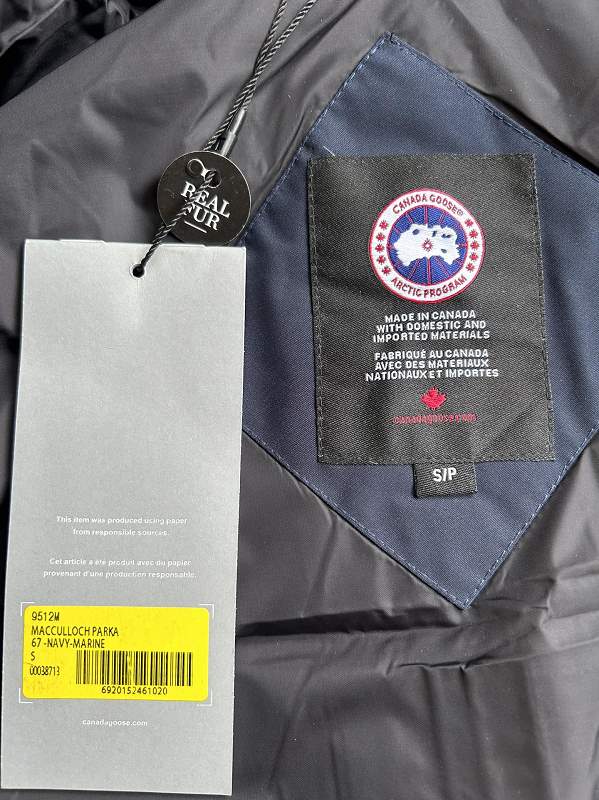 REAL
FUR
CANADA GOOSE®
ARCTIC PROGRAM
MADE IN CANADA
WITH DOMESTIC AND
IMPORTED MATERIALS
FABRIQUÉ AU CANADA
AVEC DES MATERIAUX
NATIONAUX ET IMPORTES
canadagoose.com
S/P
This item was produced using paper
from responsible sources.
Cet article a été produit avec du papier
provenant d'une production responsable.
9512M
MACCULLOCH PARKA
67 -NAVY-MARINE
S
00038713
6920152461020
canadagoose.com